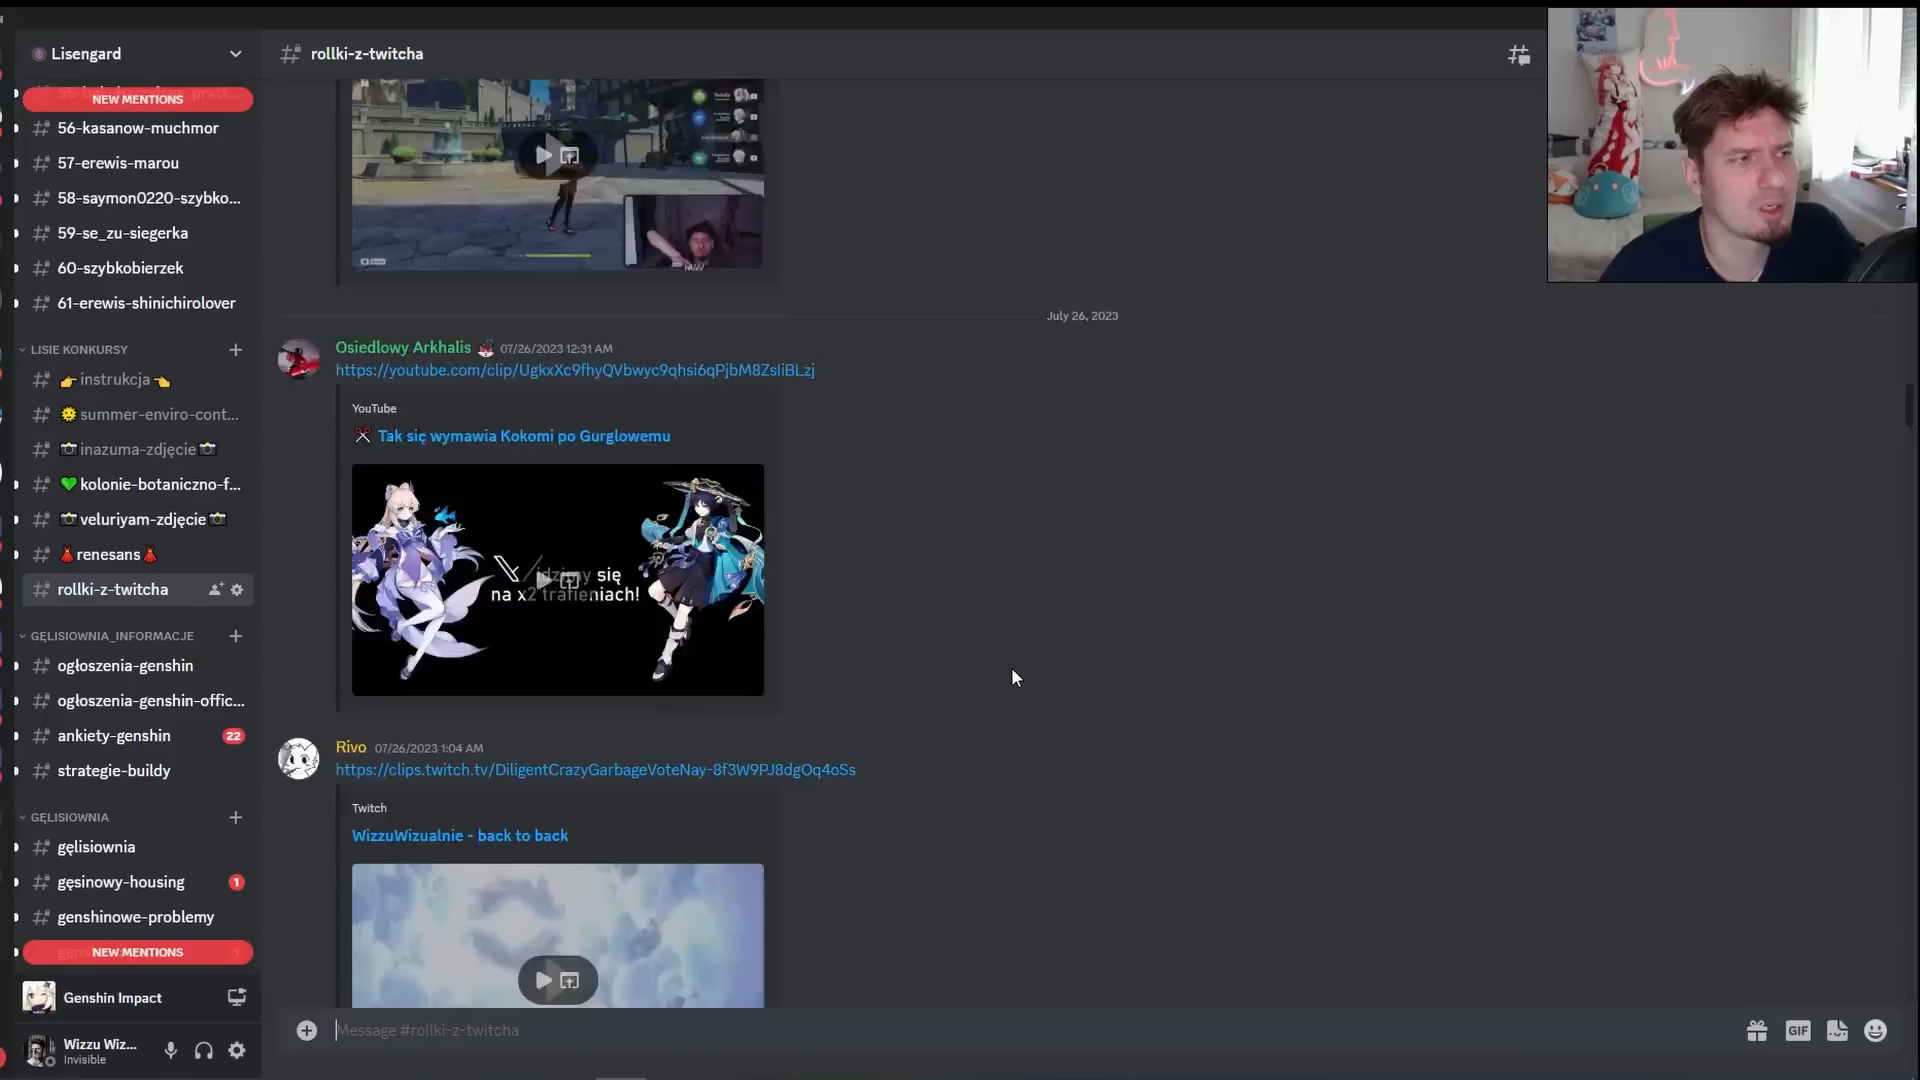 Lisengard
NEW MENTIONS
56-kasanow-muchmor
57-erewis-marou
58-saymon0220-szybko...
59-se_zu-siegerka
60-szybkobierzek
61-erewis-shinichirolover
LISIE KONKURSY
instrukcja
summer-enviro-cont...
inazuma-zdjęcie
kolonie-botaniczno-f...
veluriyam-zdjęcie
renesans
rollki-z-twitcha
GĘLISIOWNIA_INFORMACJE
ogłoszenia-genshin
ogłoszenia-genshin-offic...
ankiety-genshin 22
strategie-buildy
GĘLISIOWNIA
gęlisiownia
gęsinowy-housing 1
genshinowe-problemy
NEW MENTIONS
Genshin Impact
Wizzu Wiz...
Invisible
rollki-z-twitcha
July 26, 2023
Osiedlowy Arkhalis 07/26/2023 12:31 AM
https://youtube.com/clip/UgkxXc9fhyQVbwyc9qhsi6qPjbM8ZsIiBLzj
YouTube
Tak się wymawia Kokomi po Gurglowemu
idzimy się
na x2 trafieniach!
Rivo 07/26/2023 1:04 AM
https://clips.twitch.tv/DiligentCrazyGarbageVoteNay-8f3W9PJ8dgOq4oSs
Twitch
WizzuWizualnie - back to back
Message #rollki-z-twitcha
GIF